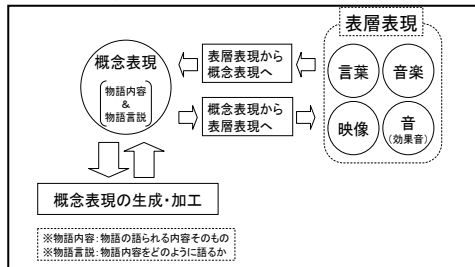 表層表現
概念表現
物語内容
&
物語言説
表層表現から
概念表現へ
概念表現から
表層表現へ
言葉
音楽
映像
音
(効果音)
概念表現の生成・加工
※物語内容:物語の語られる内容そのもの
※物語言説:物語内容をどのように語るか